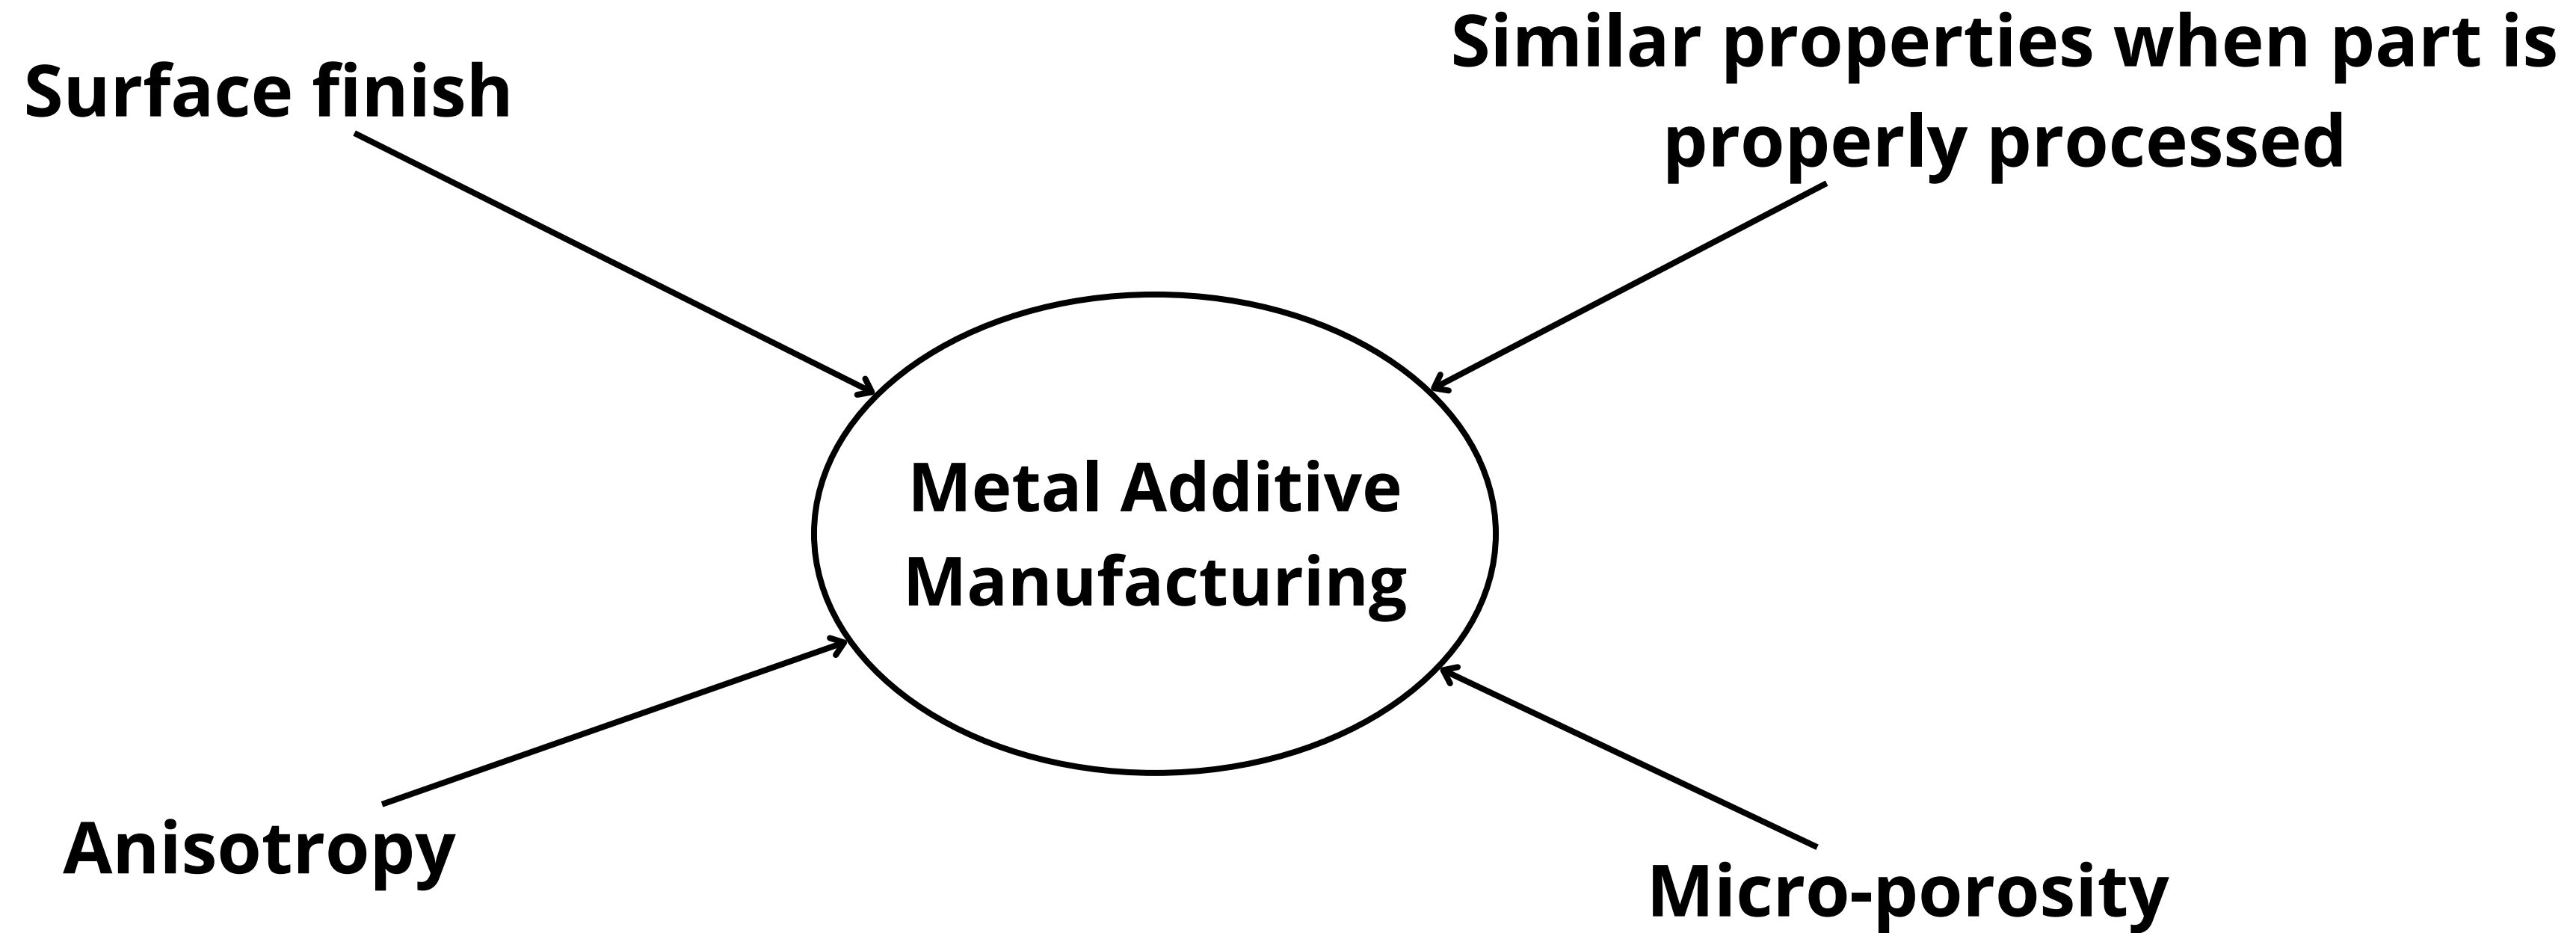 Surface finish
Similar properties when part is
properly processed
Metal Additive
Manufacturing
Anisotropy
Micro-porosity